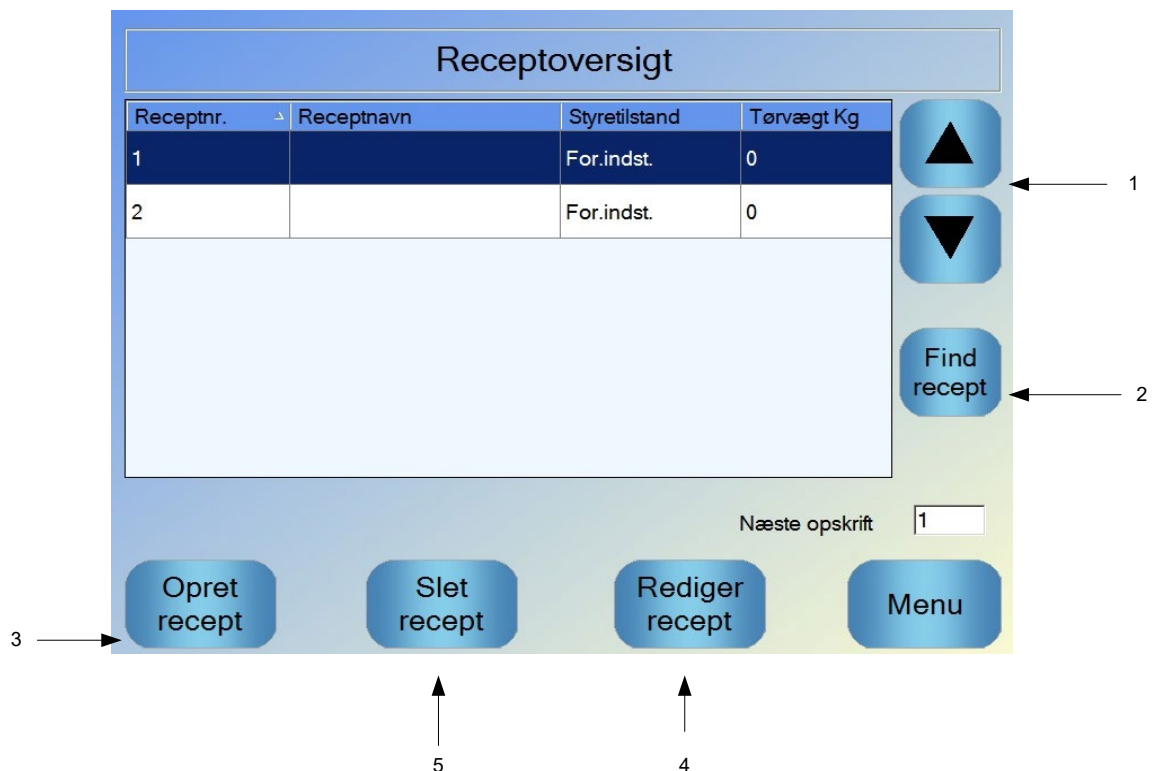 Receptoversigt
Receptnr. Receptnavn Styretilstand Tørvægt Kg
1 For.indst. 0
2 For.indst. 0
1
Find
recept
2
Næste opskrift 1
Opret
recept
Slet
recept
Rediger
recept
Menu
3
5
4